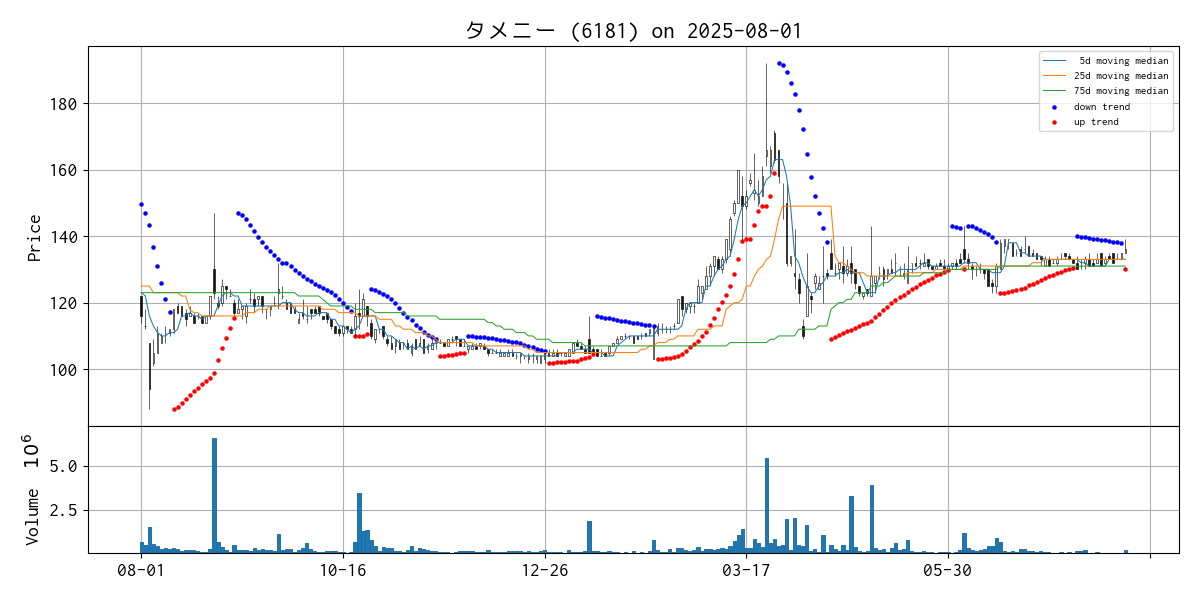 タメニー (6181) on 2025-08-01
5d moving median
25d moving median
75d moving median
down trend
up trend
Price
180
160
140
120
100
Volume 10^6
5.0
2.5
08-01 10-16 12-26 03-17 05-30